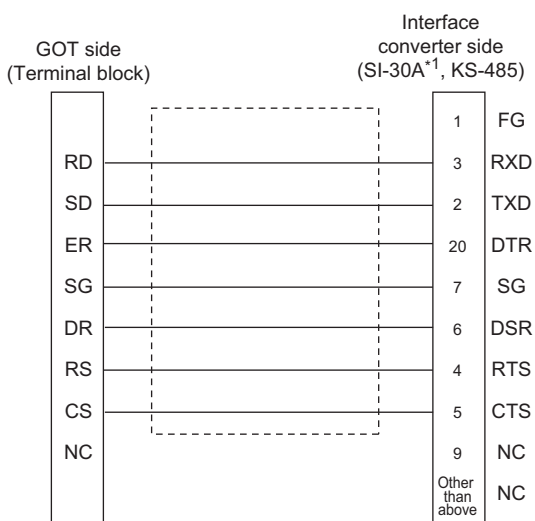 GOT side
(Terminal block)
Interface
converter side
(SI-30A*1, KS-485)
1 FG
RD 3 RXD
SD 2 TXD
ER 20 DTR
SG 7 SG
DR 6 DSR
RS 4 RTS
CS 5 CTS
NC 9 NC
Other
than
above
NC